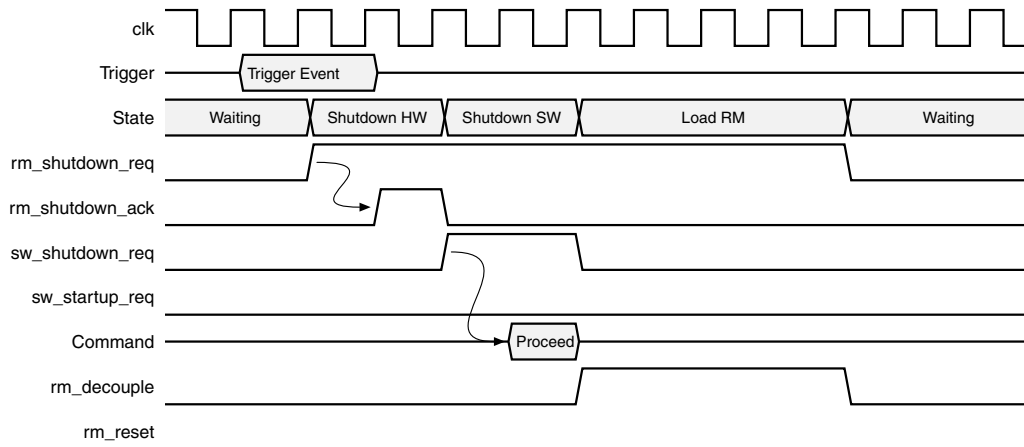 clk
Trigger Trigger Event
State Waiting Shutdown HW Shutdown SW Load RM Waiting
rm_shutdown_req
rm_shutdown_ack
sw_shutdown_req
sw_startup_req
Command Proceed
rm_decouple
rm_reset